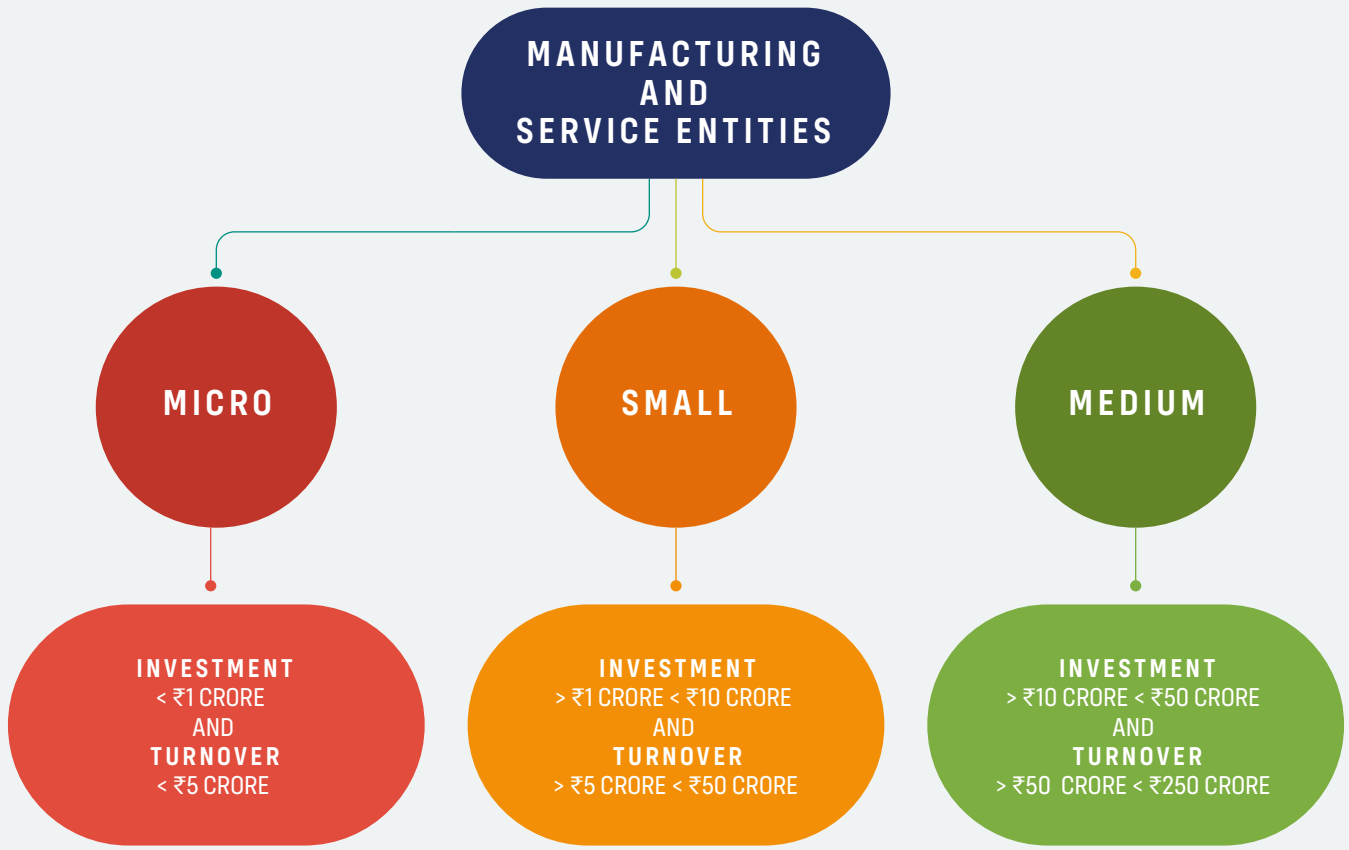 MANUFACTURING
AND
SERVICE ENTITIES
MICRO
SMALL
MEDIUM
INVESTMENT
< ₹1 CRORE
AND
TURNOVER
< ₹5 CRORE
INVESTMENT
> ₹1 CRORE < ₹10 CRORE
AND
TURNOVER
> ₹5 CRORE < ₹50 CRORE
INVESTMENT
> ₹10 CRORE < ₹50 CRORE
AND
TURNOVER
> ₹50 CRORE < ₹250 CRORE